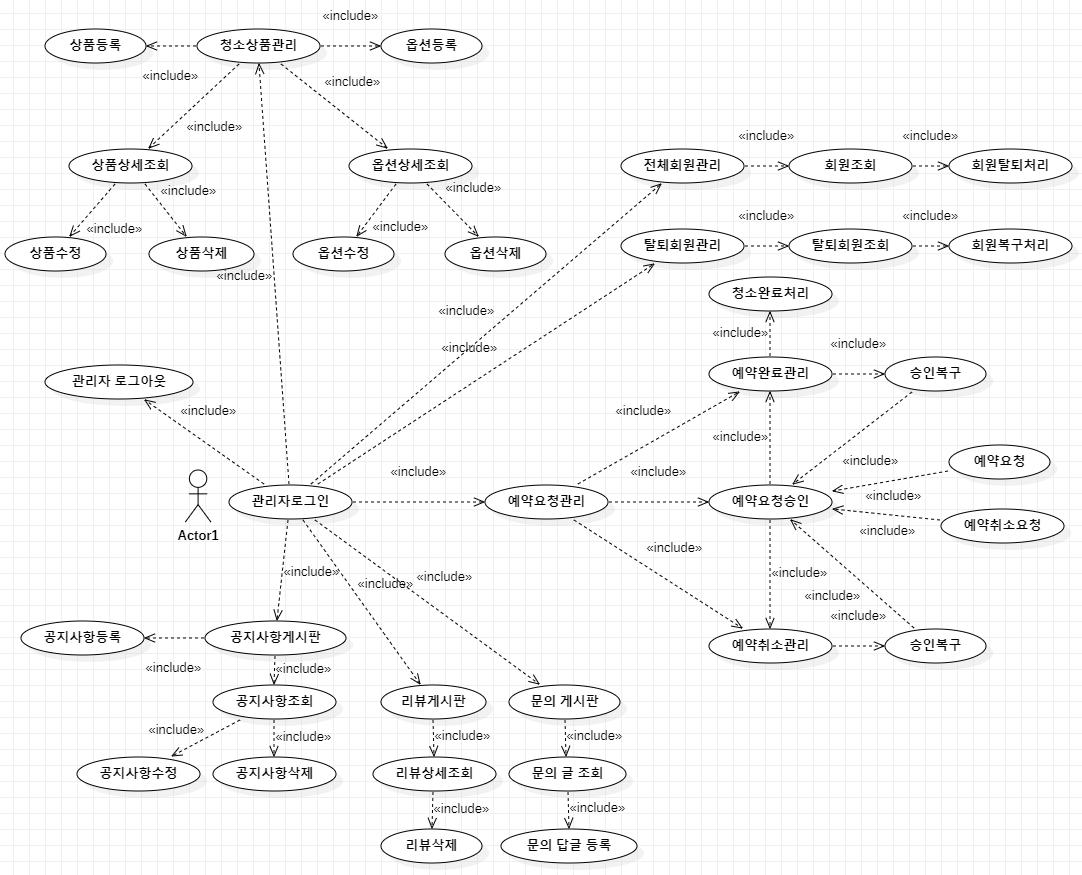 «include»
상품등록
청소상품관리
옵션등록
«include»
«include»
«include»
«include»
«include»
상품상세조회
옵션상세조회
전체회원관리
회원조회
회원탈퇴처리
«include»
«include»
«include»
«include»
«include»
«include»
상품수정
상품삭제
옵션수정
옵션삭제
탈퇴회원관리
탈퇴회원조회
회원복구처리
«include»
청소완료처리
«include»
«include»
«include»
«include»
관리자 로그아웃
예약완료관리
승인복구
«include»
«include»
«include»
«include»
예약요청
«include»
«include»
«include»
관리자로그인
예약요청관리
예약요청승인
예약취소요청
Actor1
«include»
«include»
«include»
«include»
«include»
«include»
«include»
«include»
공지사항등록
공지사항게시판
예약취소관리
승인복구
«include»
«include»
공지사항조회
리뷰게시판
문의 게시판
«include»
«include»
«include»
«include»
공지사항수정
공지사항삭제
리뷰상세조회
문의 글 조회
«include»
«include»
리뷰삭제
문의 답글 등록